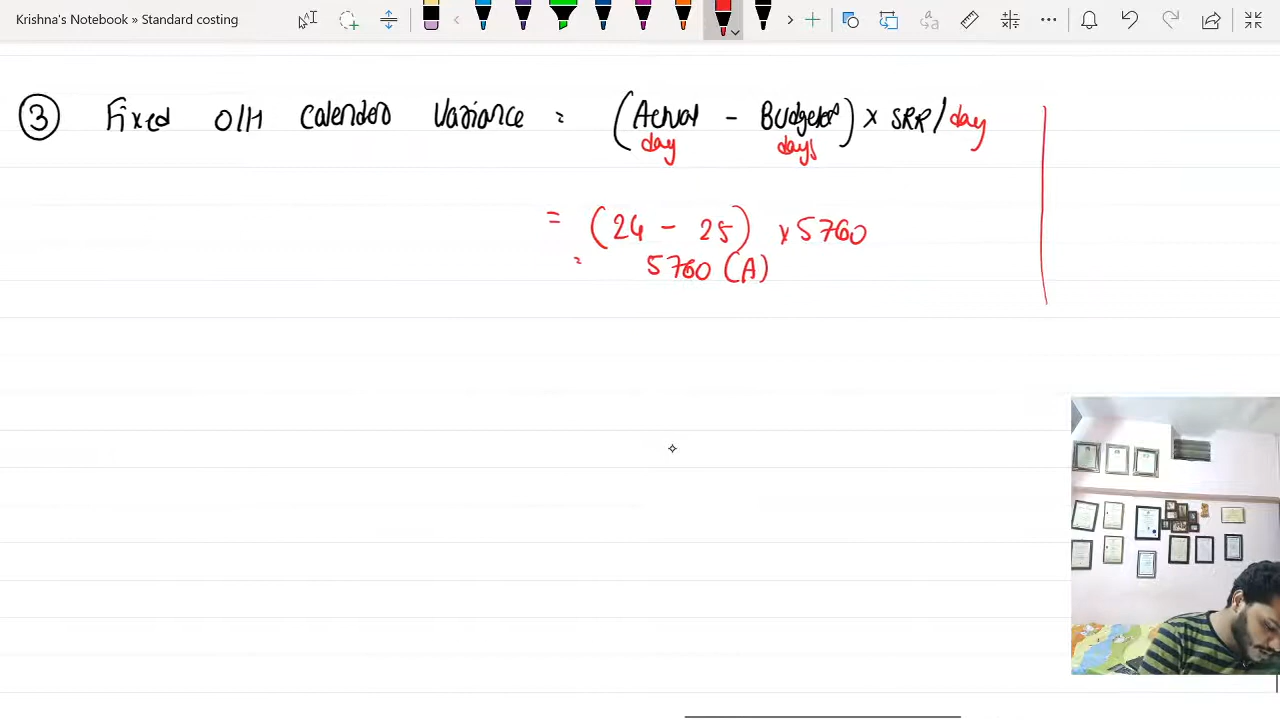 Krishna's Notebook » Standard costing
③ Fixed O/H Calender Variance = (Actual day - Budgeted days) × SRR/day
= (24 - 25) × 5760
= 5760 (A)